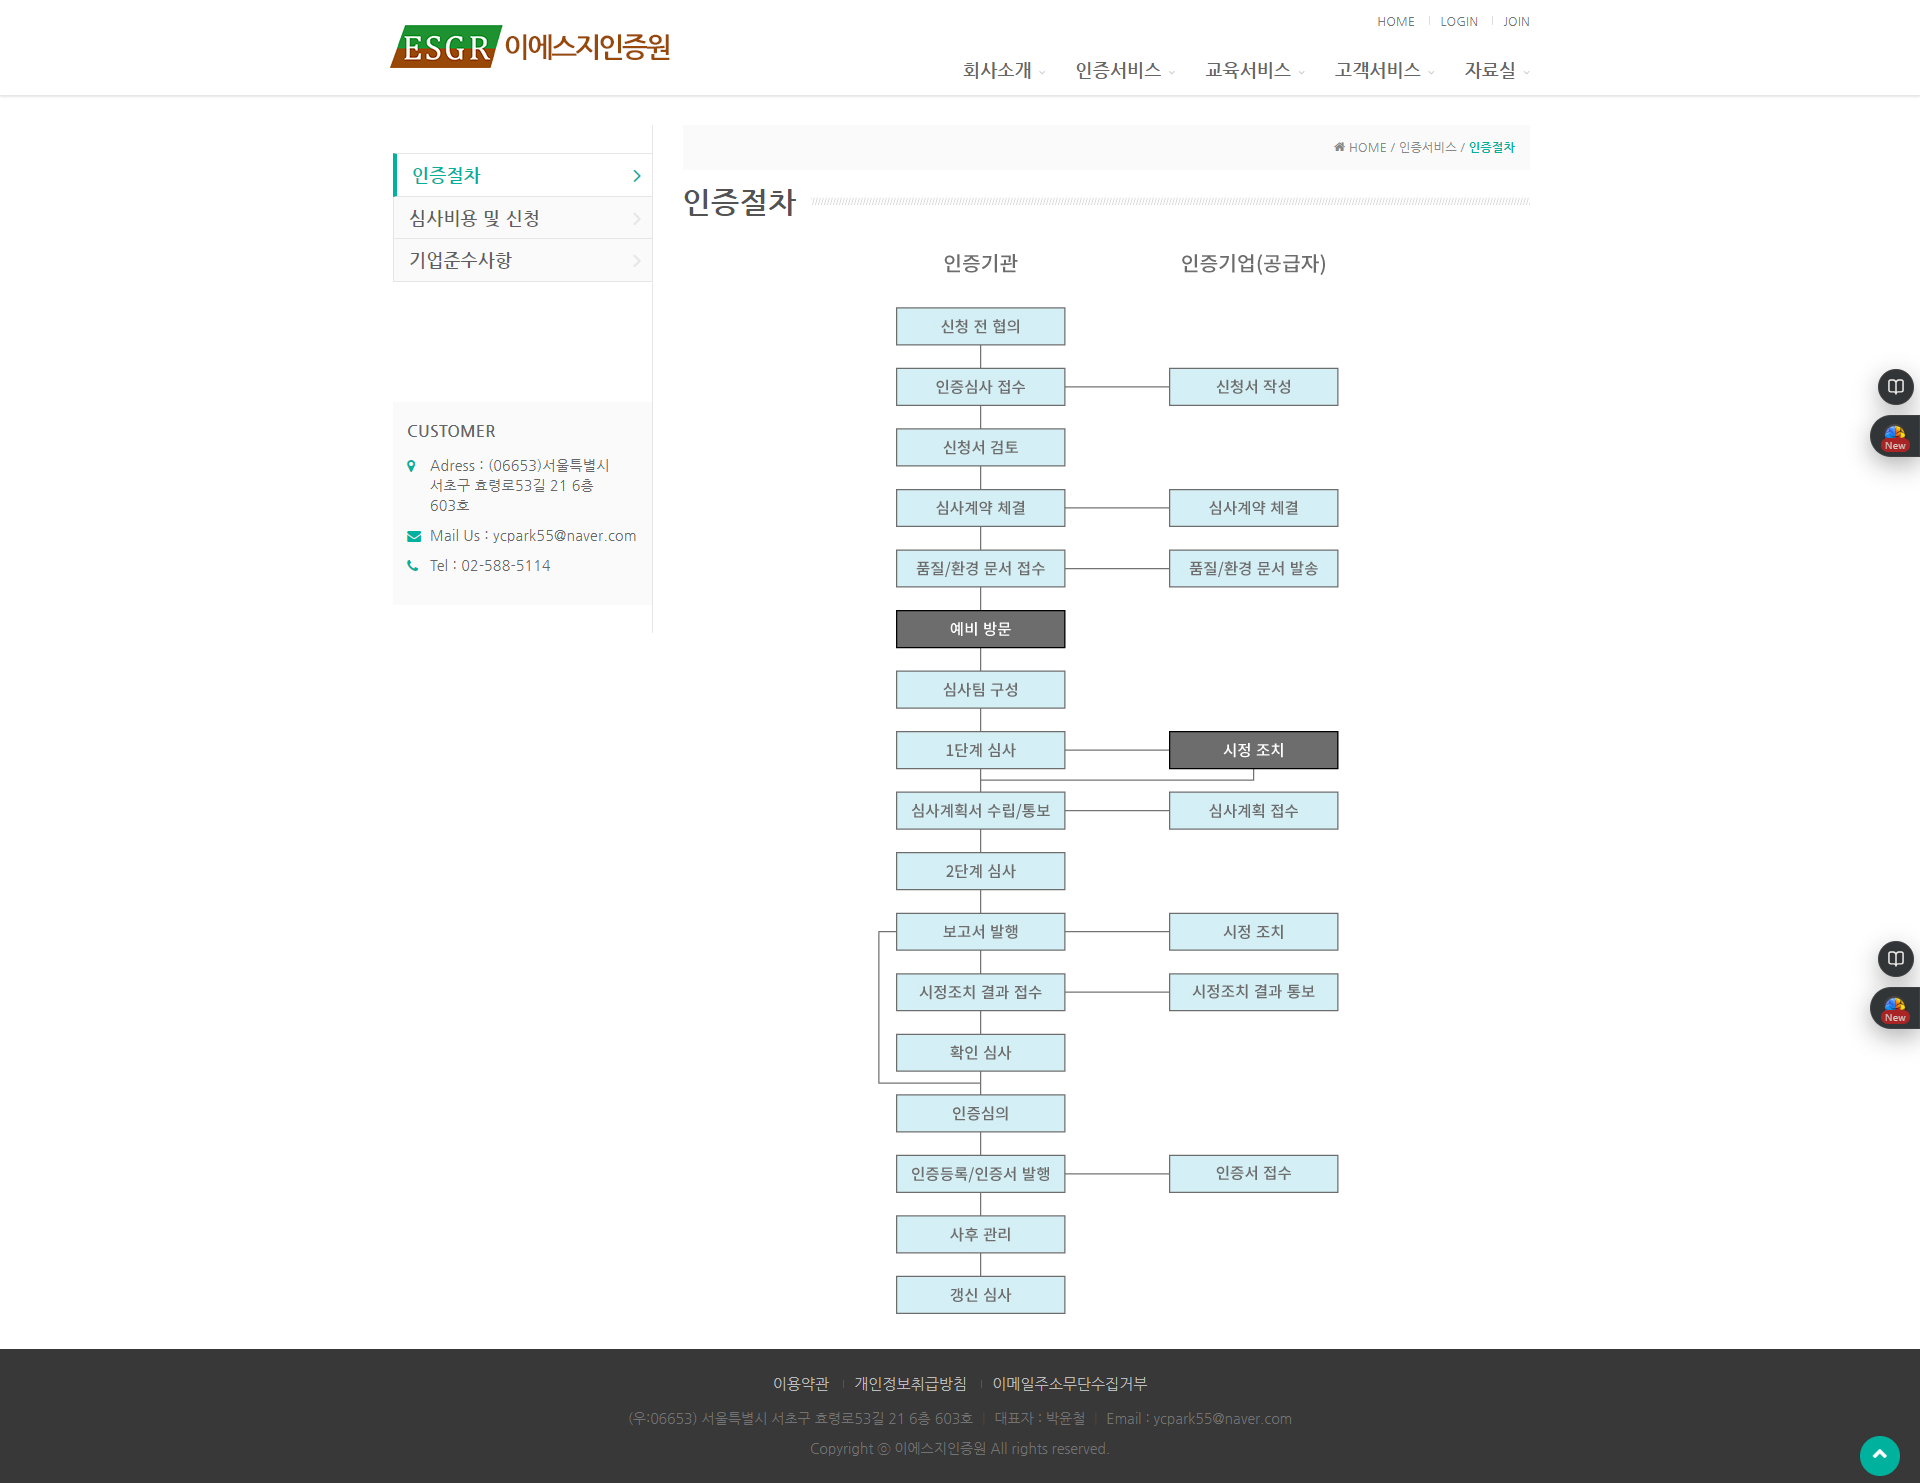 HOME
LOGIN
JOIN
ESGR 이에스지인증원
회사소개
인증서비스
교육서비스
고객서비스
자료실
HOME / 인증서비스 / 인증절차
인증절차
심사비용 및 신청
기업준수사항
CUSTOMER
Adress : (06653)서울특별시
서초구 효령로53길 21 6층
603호
Mail Us : ycpark55@naver.com
Tel : 02-588-5114
인증절차
인증기관
인증기업(공급자)
신청 전 협의
인증심사 접수
신청서 작성
신청서 검토
심사계약 체결
심사계약 체결
품질/환경 문서 접수
품질/환경 문서 발송
예비 방문
심사팀 구성
1단계 심사
시정 조치
심사계획서 수립/통보
심사계획 접수
2단계 심사
보고서 발행
시정 조치
시정조치 결과 접수
시정조치 결과 통보
확인 심사
인증심의
인증등록/인증서 발행
인증서 접수
사후 관리
갱신 심사
New
New
이용약관
개인정보취급방침
이메일주소무단수집거부
(우:06653) 서울특별시 서초구 효령로53길 21 6층 603호 | 대표자 : 박윤철 | Email : ycpark55@naver.com
Copyright ⓒ 이에스지인증원 All rights reserved.